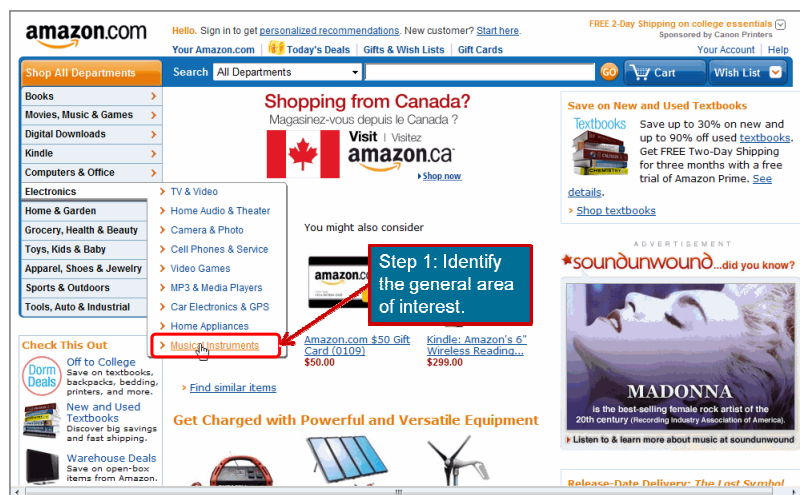 amazon.com
Hello. Sign in to get personalized recommendations. New customer? Start here.
FREE 2-Day Shipping on college essentials
Sponsored by Canon Printers
Your Amazon.com Today's Deals Gifts & Wish Lists Gift Cards
Your Account Help
Shop All Departments
Search All Departments GO Cart Wish List
Books
Movies, Music & Games
Digital Downloads
Kindle
Computers & Office
Electronics
Home & Garden
Grocery, Health & Beauty
Toys, Kids & Baby
Apparel, Shoes & Jewelry
Sports & Outdoors
Tools, Auto & Industrial
TV & Video
Home Audio & Theater
Camera & Photo
Cell Phones & Service
Video Games
MP3 & Media Players
Car Electronics & GPS
Home Appliances
Musical Instruments
Shopping from Canada?
Magasinez-vous depuis le Canada ?
Visit | Visitez
amazon.ca
Shop now
You might also consider
amazon.co
Step 1: Identify
the general area
of interest.
Amazon.com $50 Gift
Card (0109)
$50.00
Kindle: Amazon's 6"
Wireless Reading...
$299.00
Find similar items
Get Charged with Powerful and Versatile Equipment
Check This Out
Dorm
Deals
Off to College
Save on textbooks,
backpacks, bedding,
printers, and more.
New and Used
Textbooks
Discover big savings
and fast shipping.
Warehouse Deals
Save on open-box
items from Amazon.
Save on New and Used Textbooks
Textbooks
CHEMISTRY
Save up to 30% on new and
up to 90% off used textbooks.
Get FREE Two-Day Shipping
for three months with a free
trial of Amazon Prime. See
details.
Shop textbooks
ADVERTISEMENT
soundunwound...did you know?
MADONNA
is the best-selling female rock artist of the
20th century (Recording Industry Association of America).
Listen to & learn more about music at soundunwound
Release-Date Delivery: The Lost Symbol